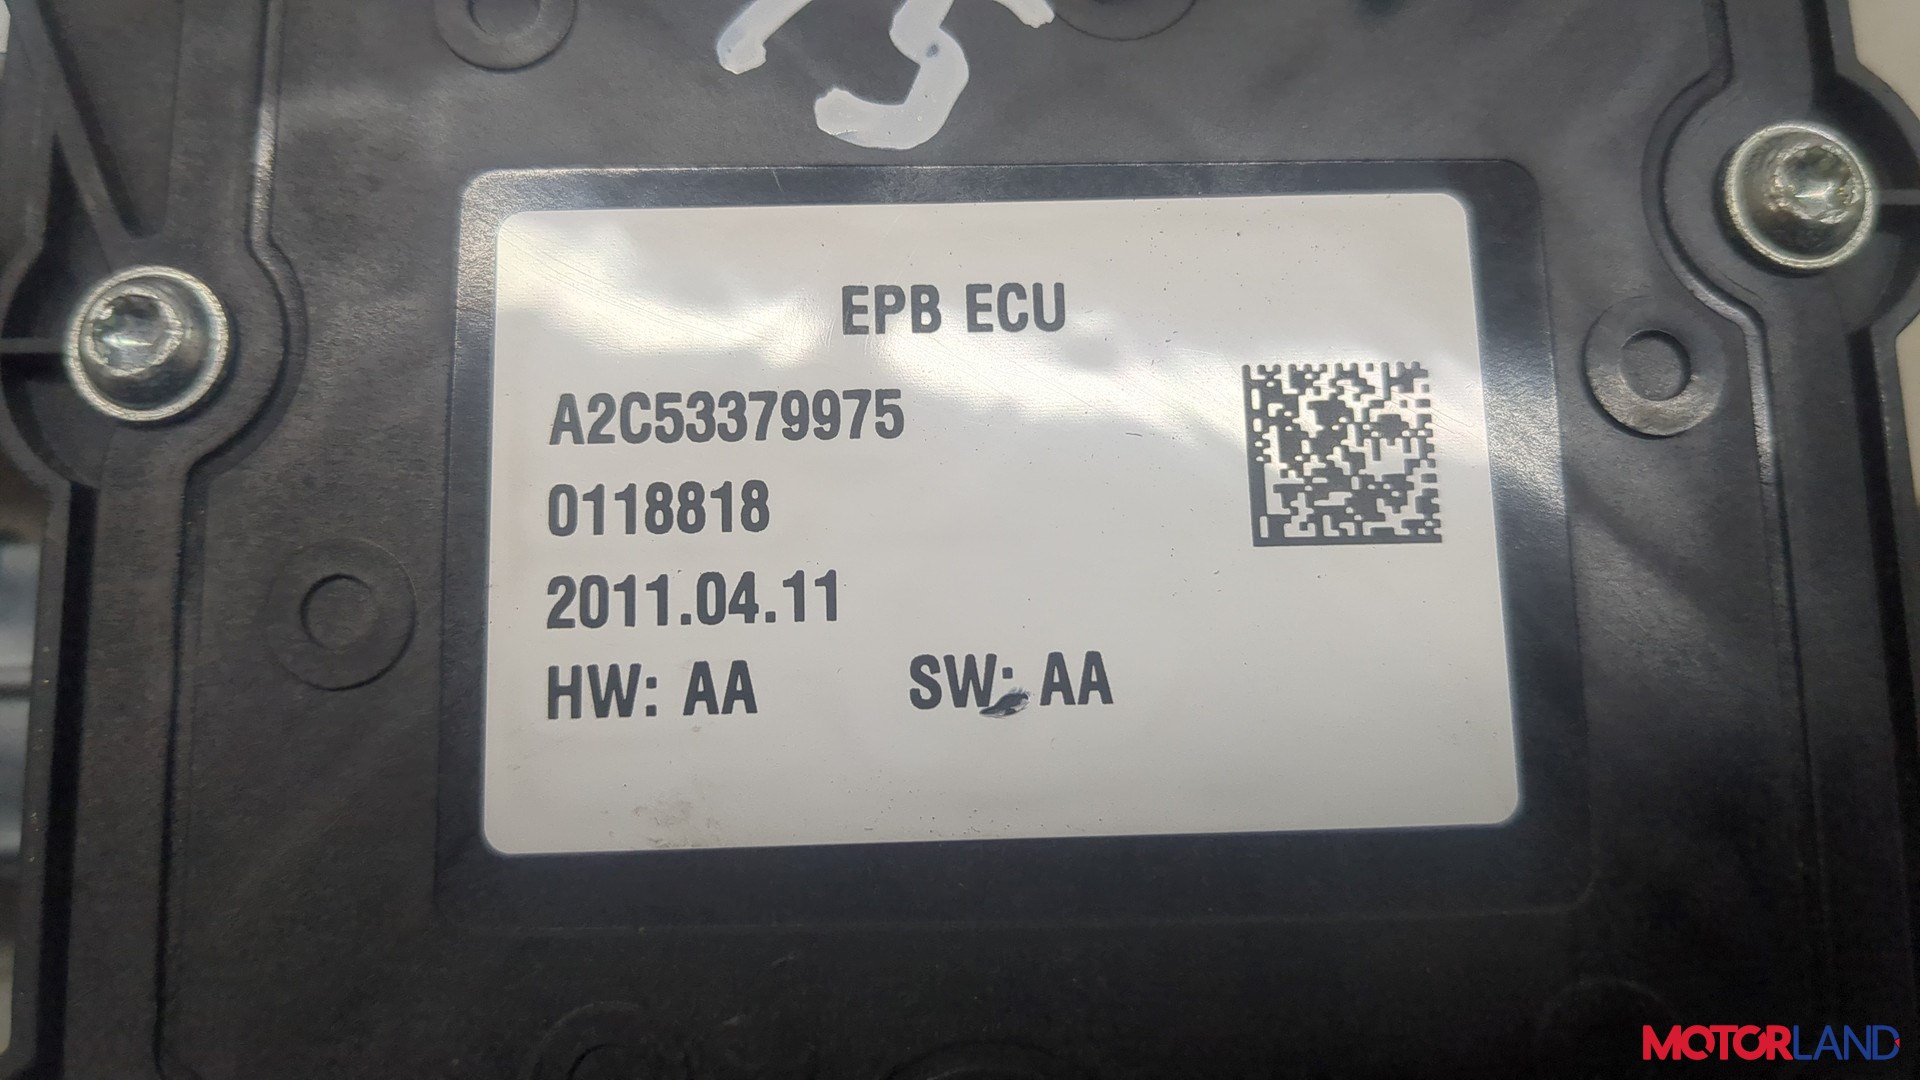 EPB ECU
A2C53379975
0118818
2011.04.11
HW: AA SW: AA
MOTORLAND